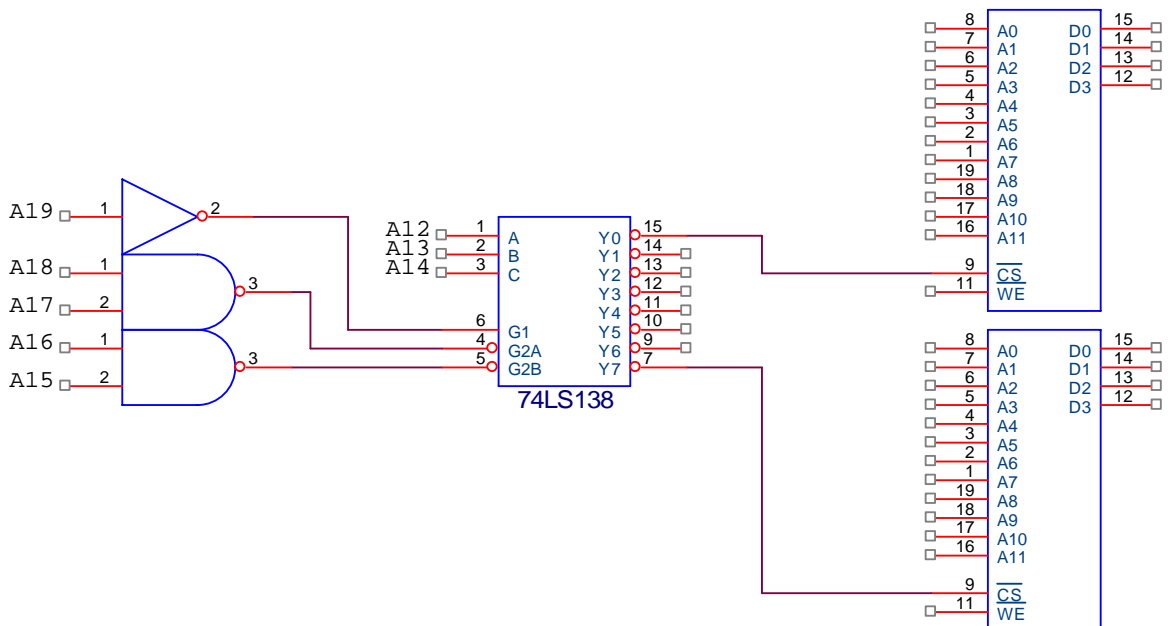 8 A0 D0 15
7 A1 D1 14
6 A2 D2 13
5 A3 D3 12
4 A4
3 A5
2 A6
1 A7
19 A8
18 A9
17 A10
16 A11
9 CS
11 WE
A19 1 2
A18 1 3
A17 2
A16 1 3
A15 2
A12 1 A Y0 15
A13 2 B Y1 14
A14 3 C Y2 13
Y3 12
Y4 11
6 G1 Y5 10
4 G2A Y6 9
5 G2B Y7 7
74LS138
8 A0 D0 15
7 A1 D1 14
6 A2 D2 13
5 A3 D3 12
4 A4
3 A5
2 A6
1 A7
19 A8
18 A9
17 A10
16 A11
9 CS
11 WE